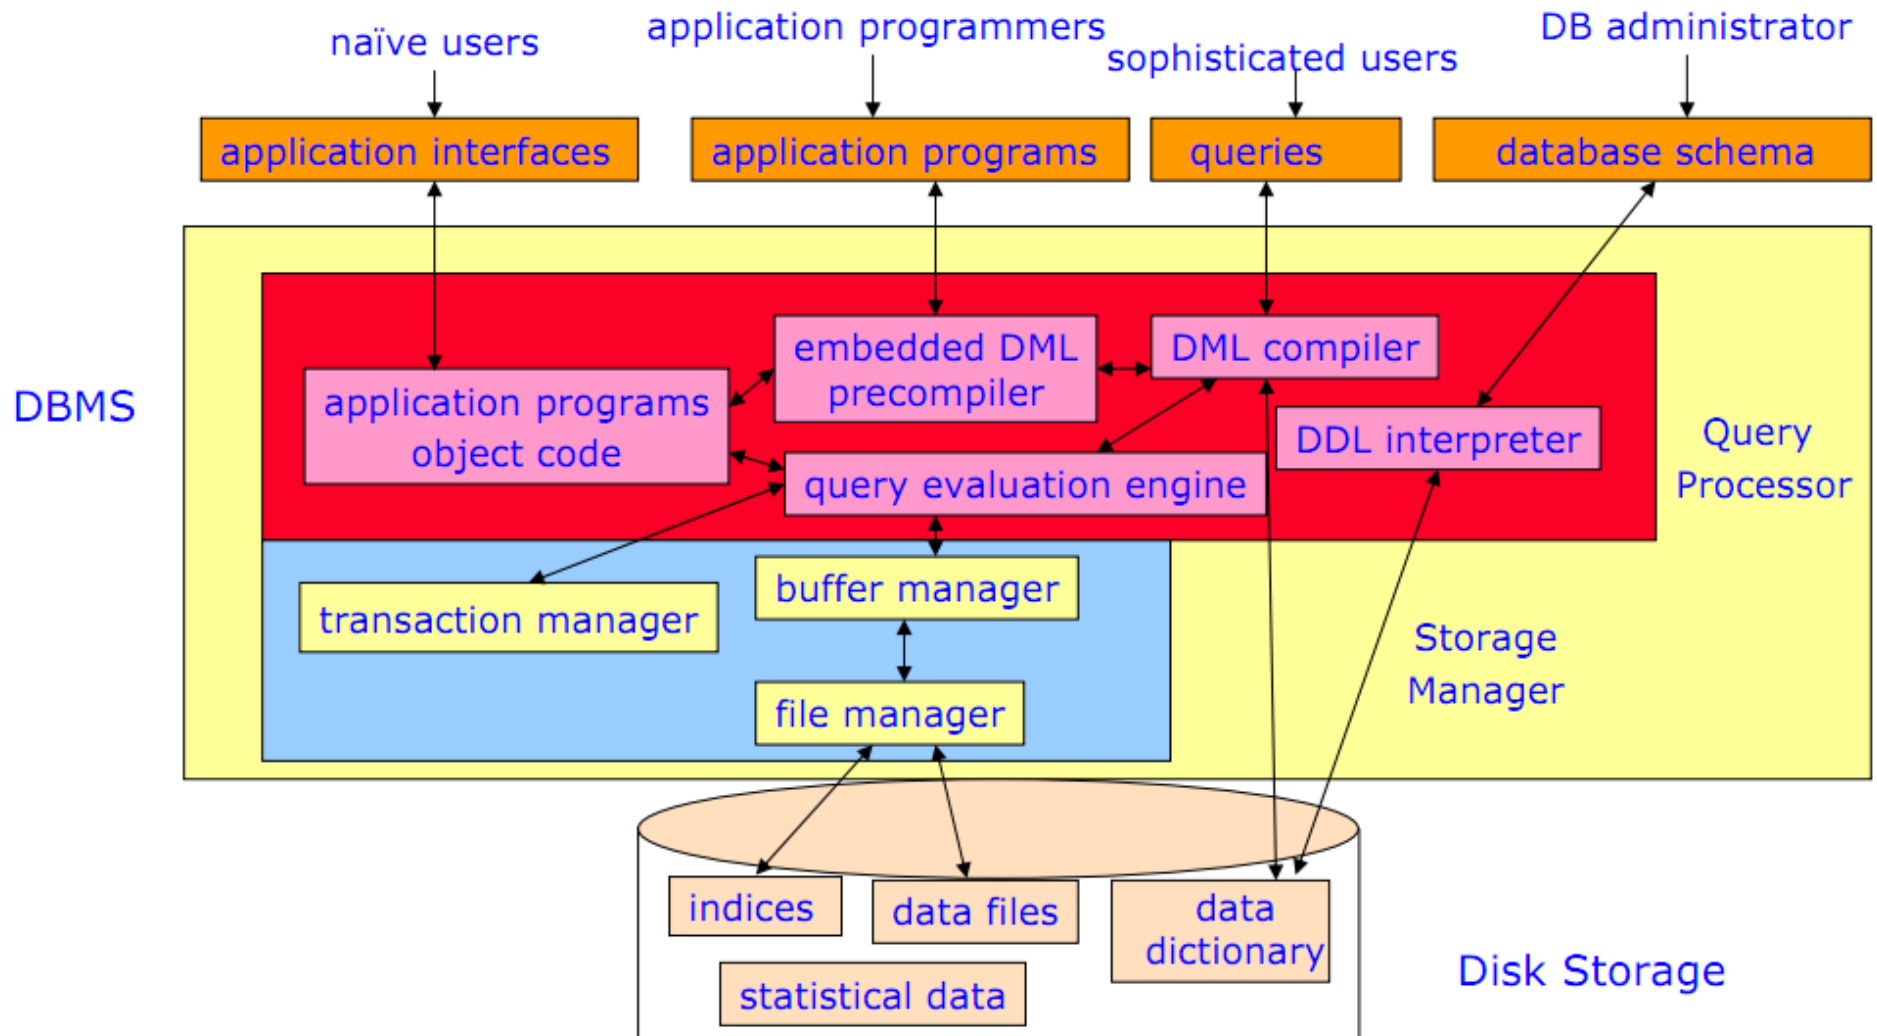 naïve users
application programmers
sophisticated users
DB administrator
application interfaces
application programs
queries
database schema
DBMS
embedded DML
precompiler
DML compiler
application programs
object code
DDL interpreter
query evaluation engine
Query
Processor
transaction manager
buffer manager
file manager
Storage
Manager
indices
data files
data
dictionary
statistical data
Disk Storage